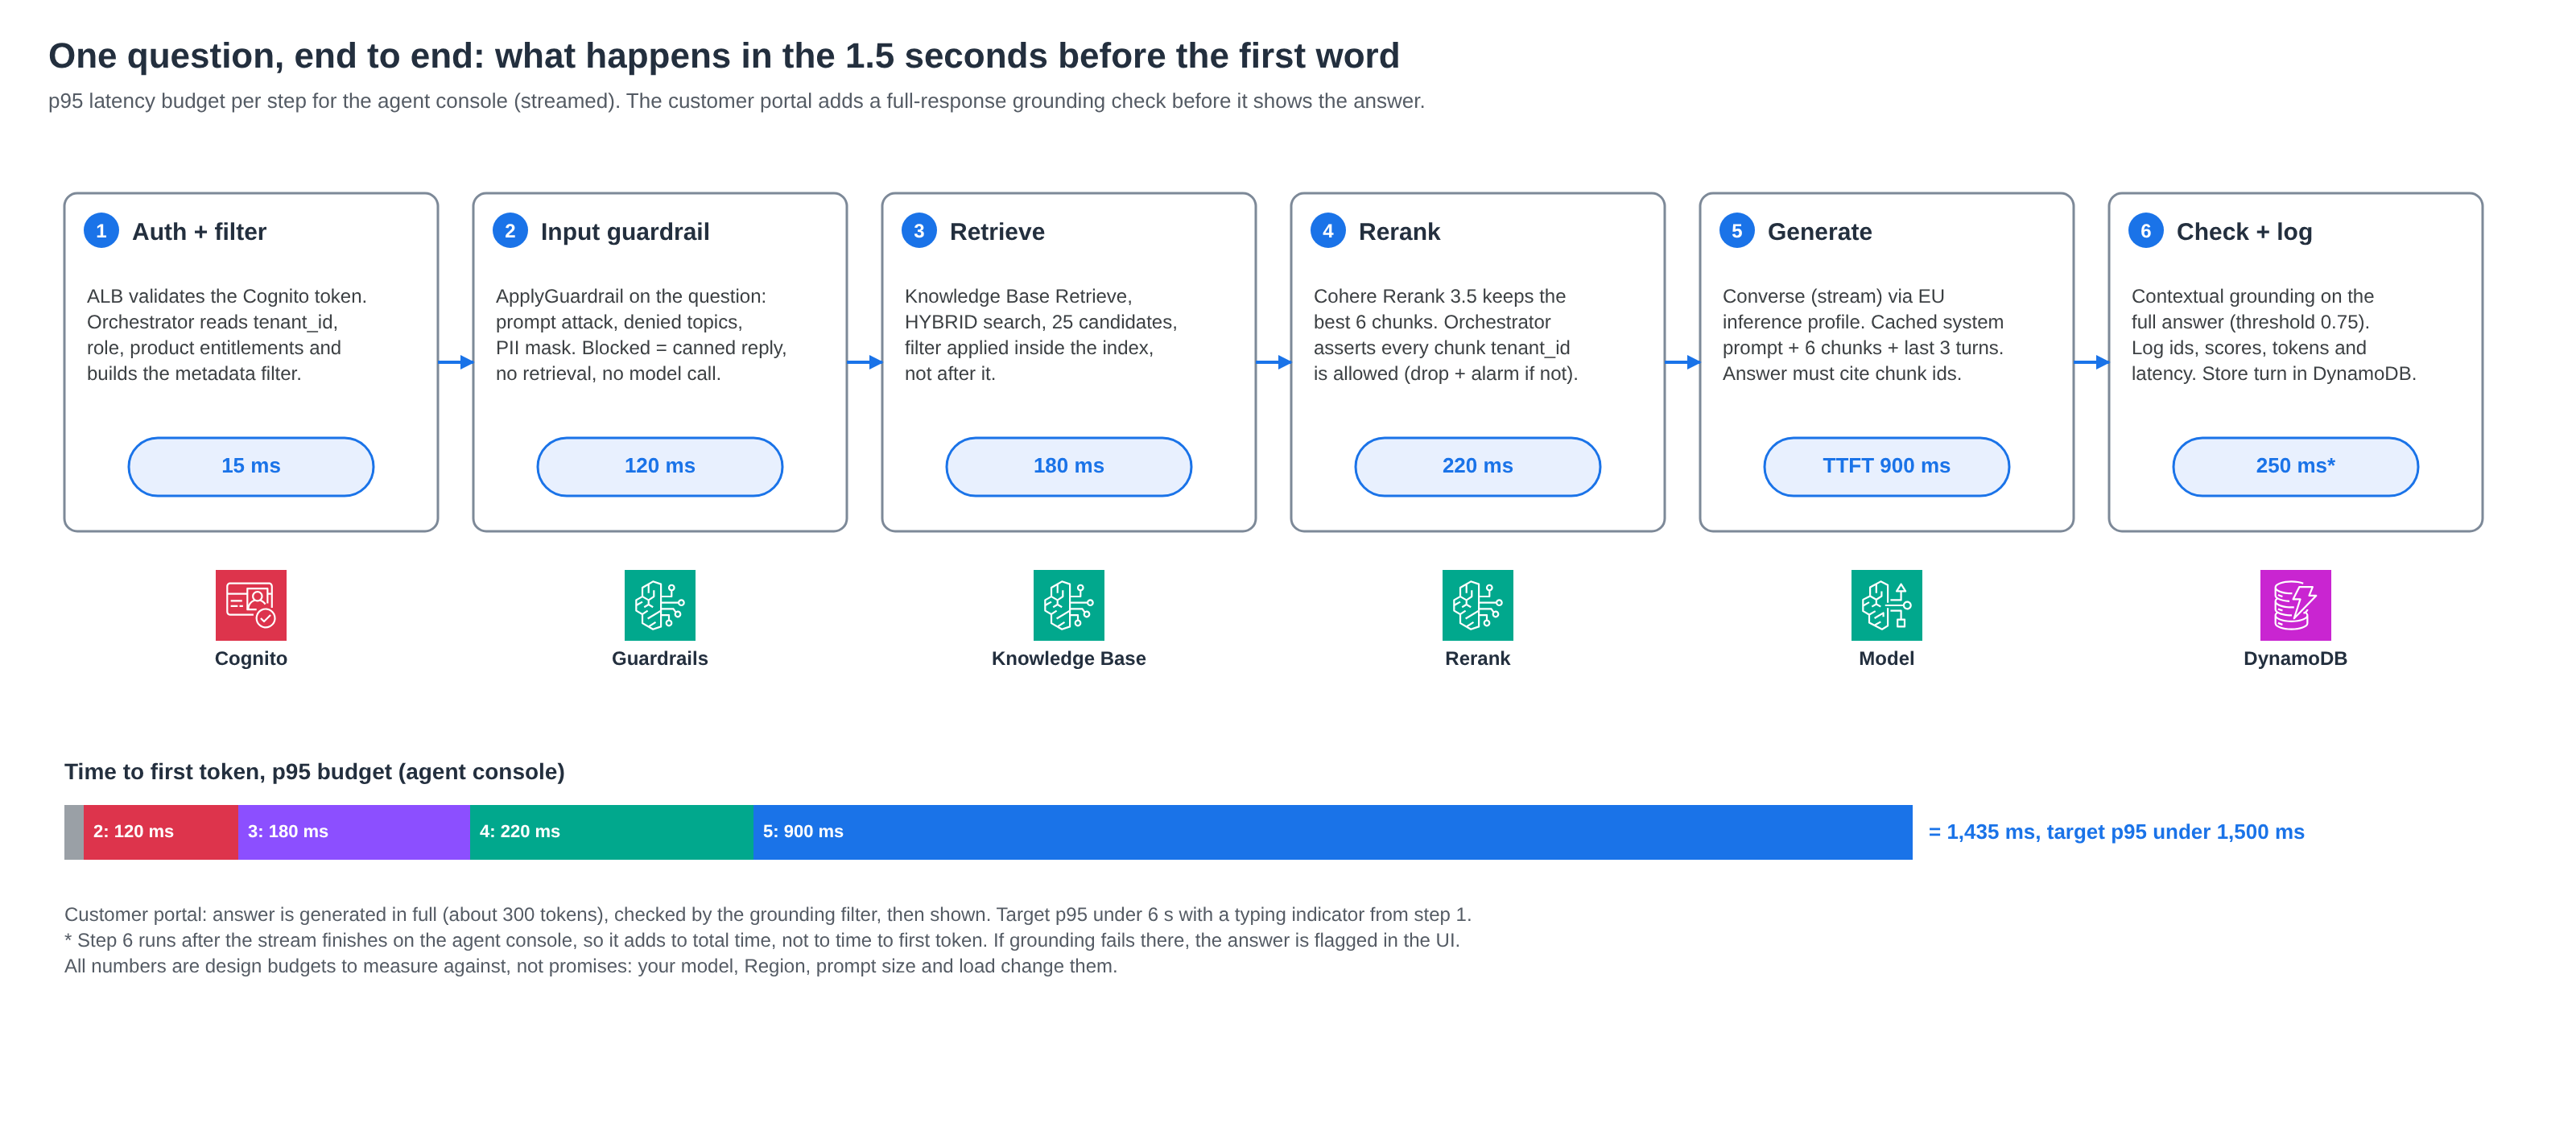 One question, end to end: what happens in the 1.5 seconds before the first word
p95 latency budget per step for the agent console (streamed). The customer portal adds a full-response grounding check before it shows the answer.
1 Auth + filter
ALB validates the Cognito token.
Orchestrator reads tenant_id,
role, product entitlements and
builds the metadata filter.
15 ms
Cognito
2 Input guardrail
ApplyGuardrail on the question:
prompt attack, denied topics,
PII mask. Blocked = canned reply,
no retrieval, no model call.
120 ms
Guardrails
3 Retrieve
Knowledge Base Retrieve,
HYBRID search, 25 candidates,
filter applied inside the index,
not after it.
180 ms
Knowledge Base
4 Rerank
Cohere Rerank 3.5 keeps the
best 6 chunks. Orchestrator
asserts every chunk tenant_id
is allowed (drop + alarm if not).
220 ms
Rerank
5 Generate
Converse (stream) via EU
inference profile. Cached system
prompt + 6 chunks + last 3 turns.
Answer must cite chunk ids.
TTFT 900 ms
Model
6 Check + log
Contextual grounding on the
full answer (threshold 0.75).
Log ids, scores, tokens and
latency. Store turn in DynamoDB.
250 ms*
DynamoDB
Time to first token, p95 budget (agent console)
2: 120 ms 3: 180 ms 4: 220 ms 5: 900 ms = 1,435 ms, target p95 under 1,500 ms
Customer portal: answer is generated in full (about 300 tokens), checked by the grounding filter, then shown. Target p95 under 6 s with a typing indicator from step 1.
* Step 6 runs after the stream finishes on the agent console, so it adds to total time, not to time to first token. If grounding fails there, the answer is flagged in the UI.
All numbers are design budgets to measure against, not promises: your model, Region, prompt size and load change them.